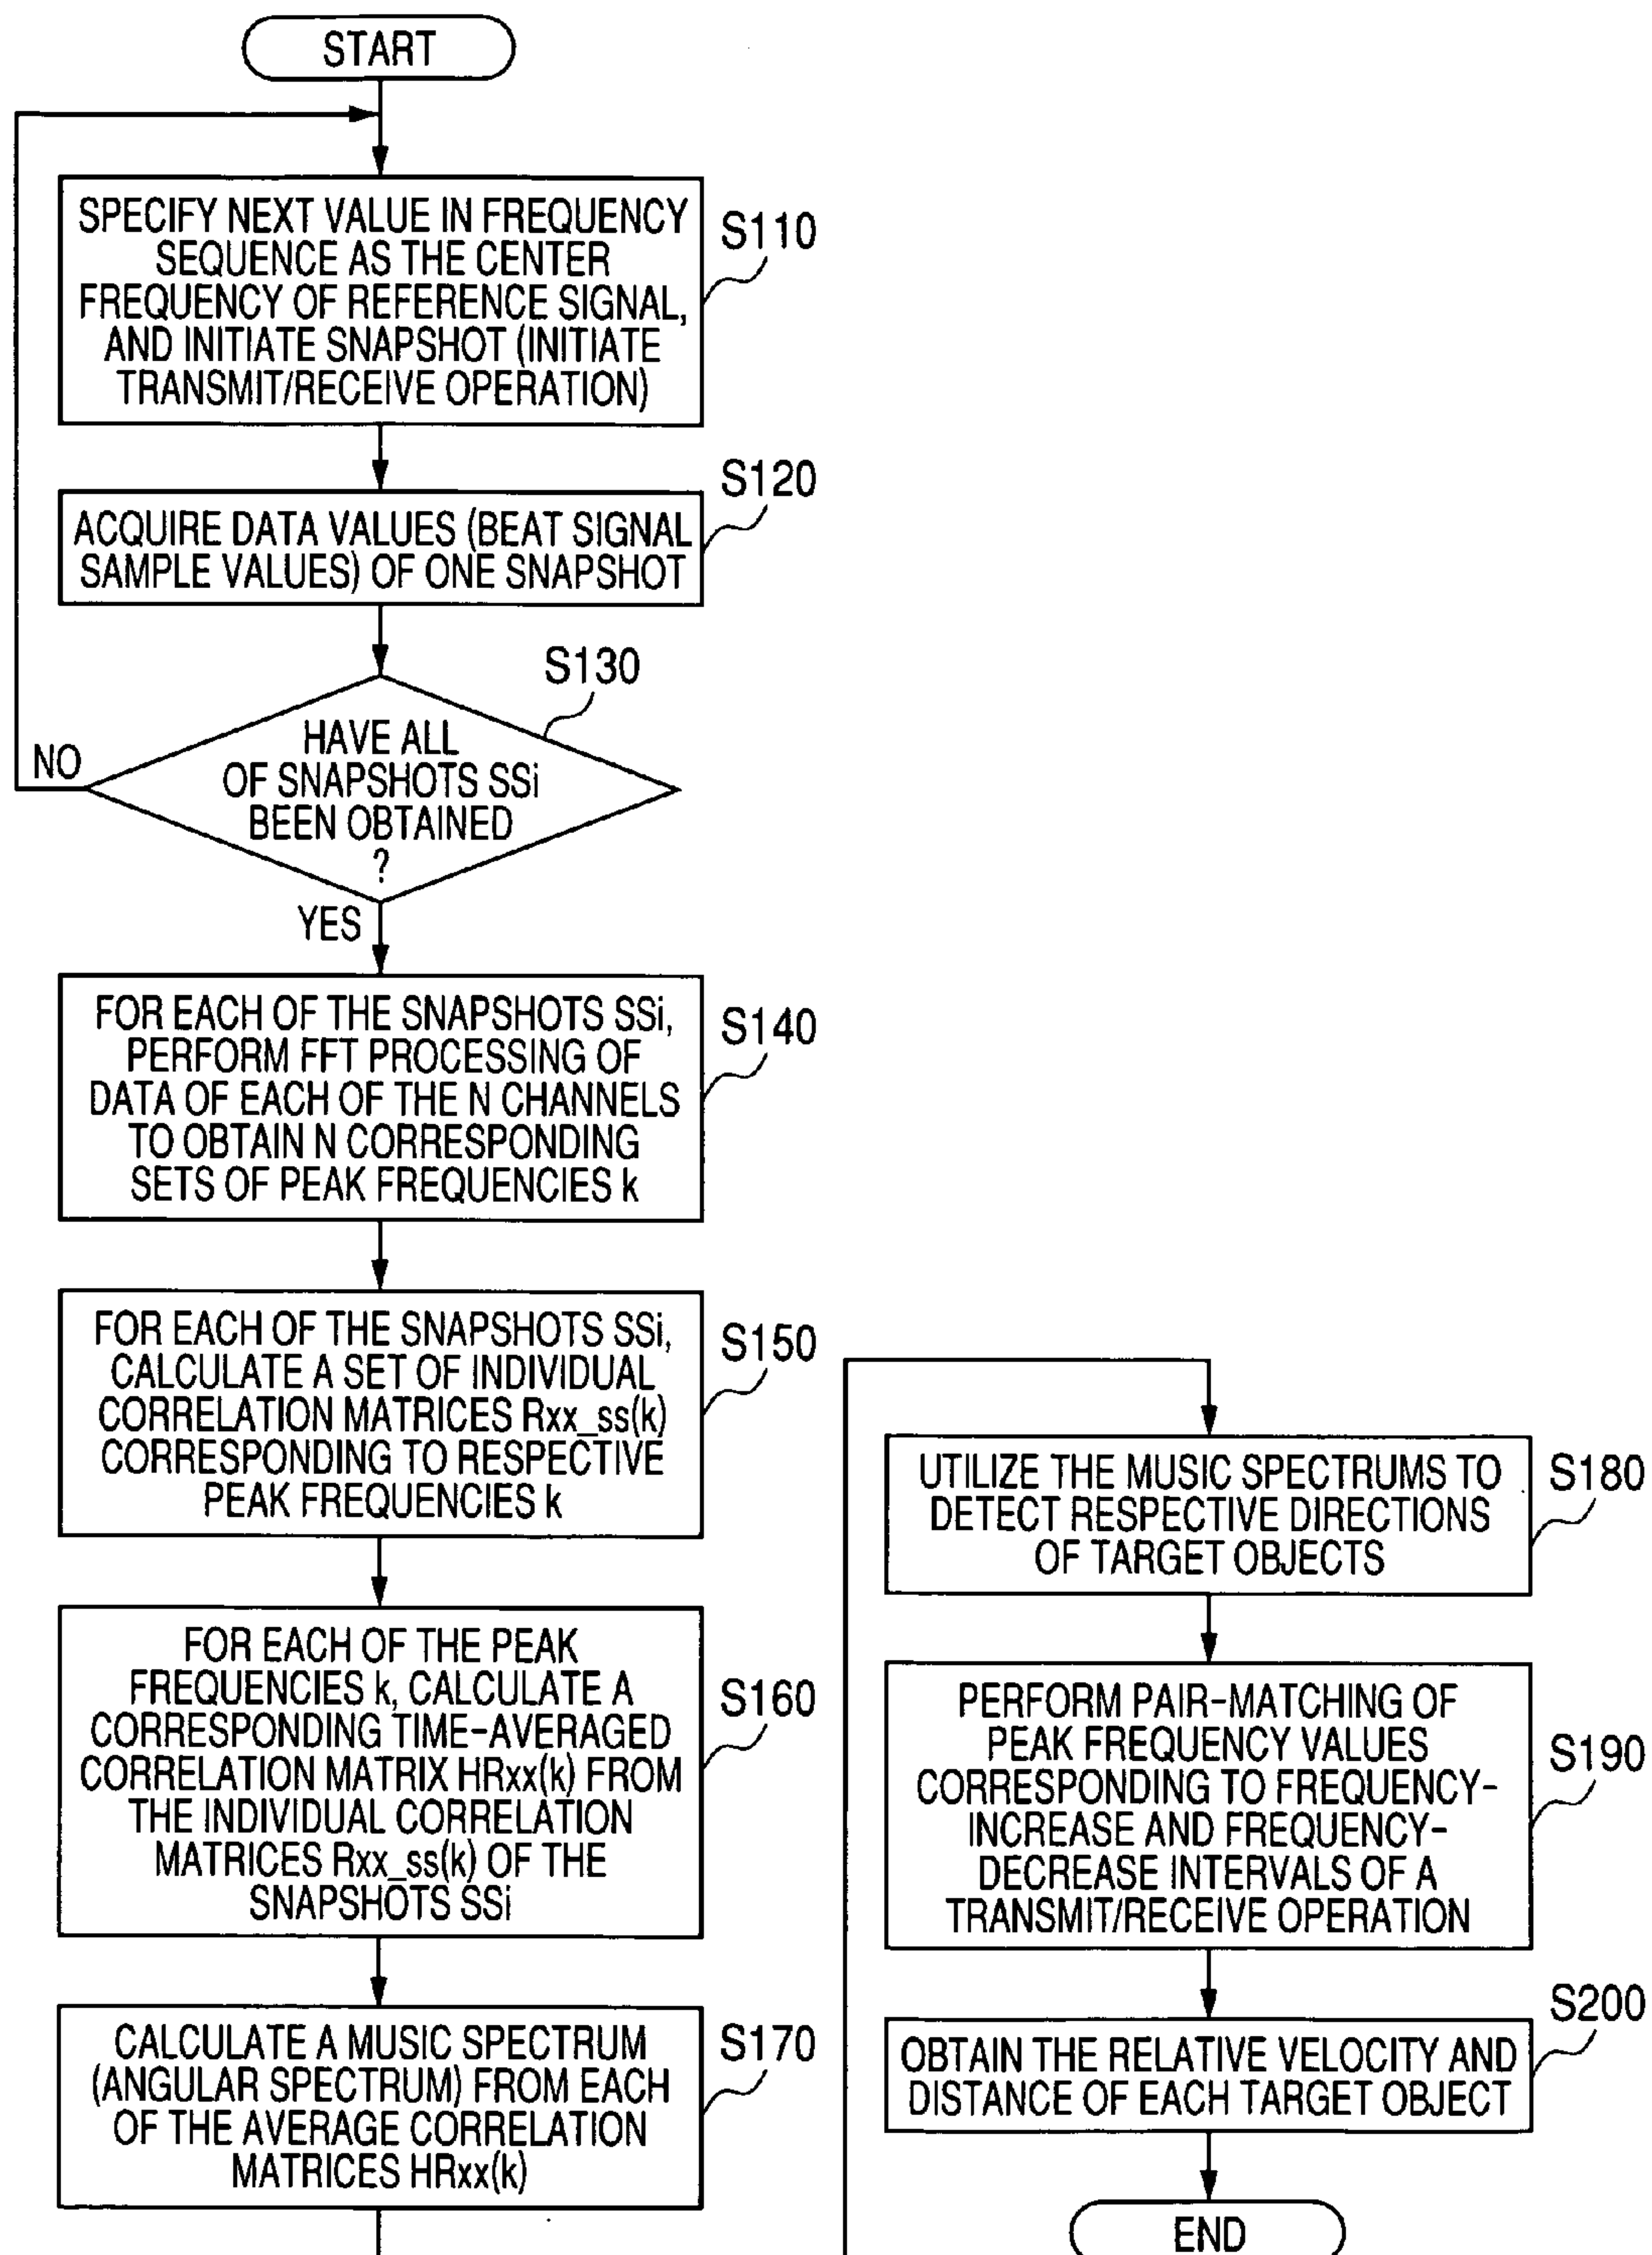 START
SPECIFY NEXT VALUE IN FREQUENCY
SEQUENCE AS THE CENTER
FREQUENCY OF REFERENCE SIGNAL,
AND INITIATE SNAPSHOT (INITIATE
TRANSMIT/RECEIVE OPERATION)
S110
ACQUIRE DATA VALUES (BEAT SIGNAL
SAMPLE VALUES) OF ONE SNAPSHOT
S120
HAVE ALL
OF SNAPSHOTS SSi
BEEN OBTAINED
?
S130
NO
YES
FOR EACH OF THE SNAPSHOTS SSi,
PERFORM FFT PROCESSING OF
DATA OF EACH OF THE N CHANNELS
TO OBTAIN N CORRESPONDING
SETS OF PEAK FREQUENCIES k
S140
FOR EACH OF THE SNAPSHOTS SSi,
CALCULATE A SET OF INDIVIDUAL
CORRELATION MATRICES Rxx_ss(k)
CORRESPONDING TO RESPECTIVE
PEAK FREQUENCIES k
S150
FOR EACH OF THE PEAK
FREQUENCIES k, CALCULATE A
CORRESPONDING TIME-AVERAGED
CORRELATION MATRIX HRxx(k) FROM
THE INDIVIDUAL CORRELATION
MATRICES Rxx_ss(k) OF THE
SNAPSHOTS SSi
S160
CALCULATE A MUSIC SPECTRUM
(ANGULAR SPECTRUM) FROM EACH
OF THE AVERAGE CORRELATION
MATRICES HRxx(k)
S170
UTILIZE THE MUSIC SPECTRUMS TO
DETECT RESPECTIVE DIRECTIONS
OF TARGET OBJECTS
S180
PERFORM PAIR-MATCHING OF
PEAK FREQUENCY VALUES
CORRESPONDING TO FREQUENCY-
INCREASE AND FREQUENCY-
DECREASE INTERVALS OF A
TRANSMIT/RECEIVE OPERATION
S190
OBTAIN THE RELATIVE VELOCITY AND
DISTANCE OF EACH TARGET OBJECT
S200
END